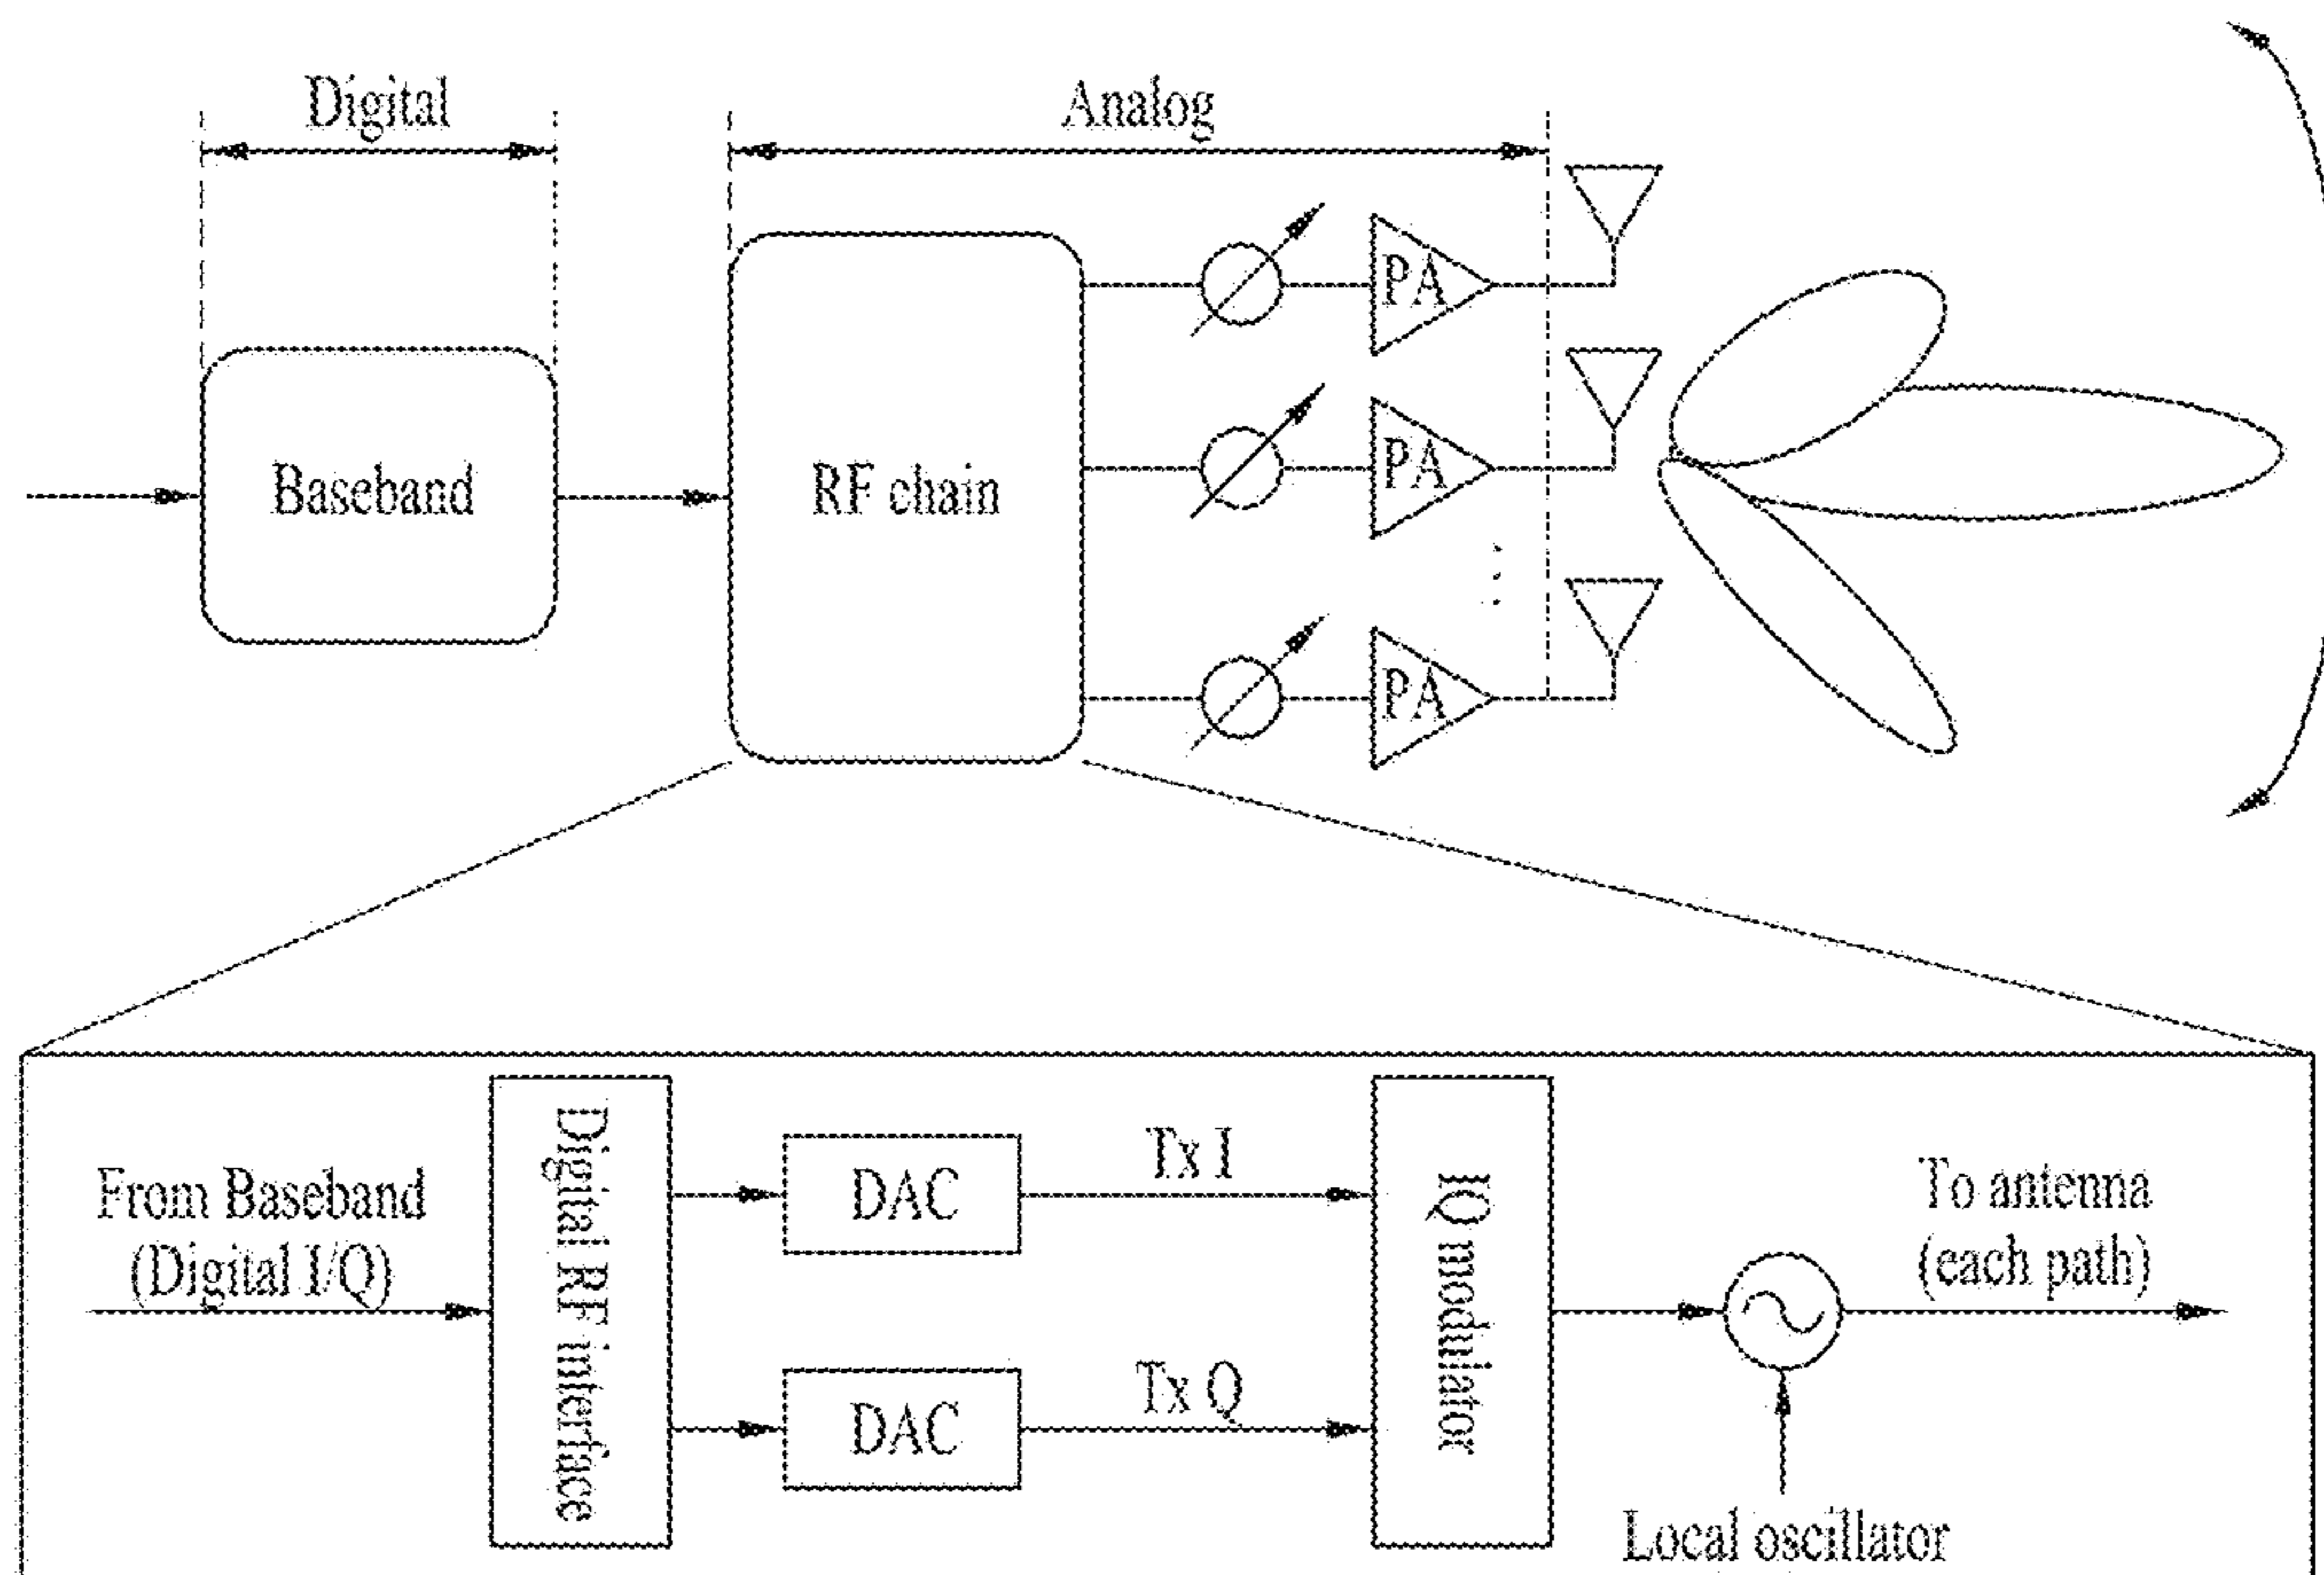 Digital
Analog
Baseband
RF chain
PA
PA
PA
From Baseband
(Digital I/Q)
Digital RF interface
DAC
Tx I
DAC
Tx Q
IQ modulator
To antenna
(each path)
Local oscillator